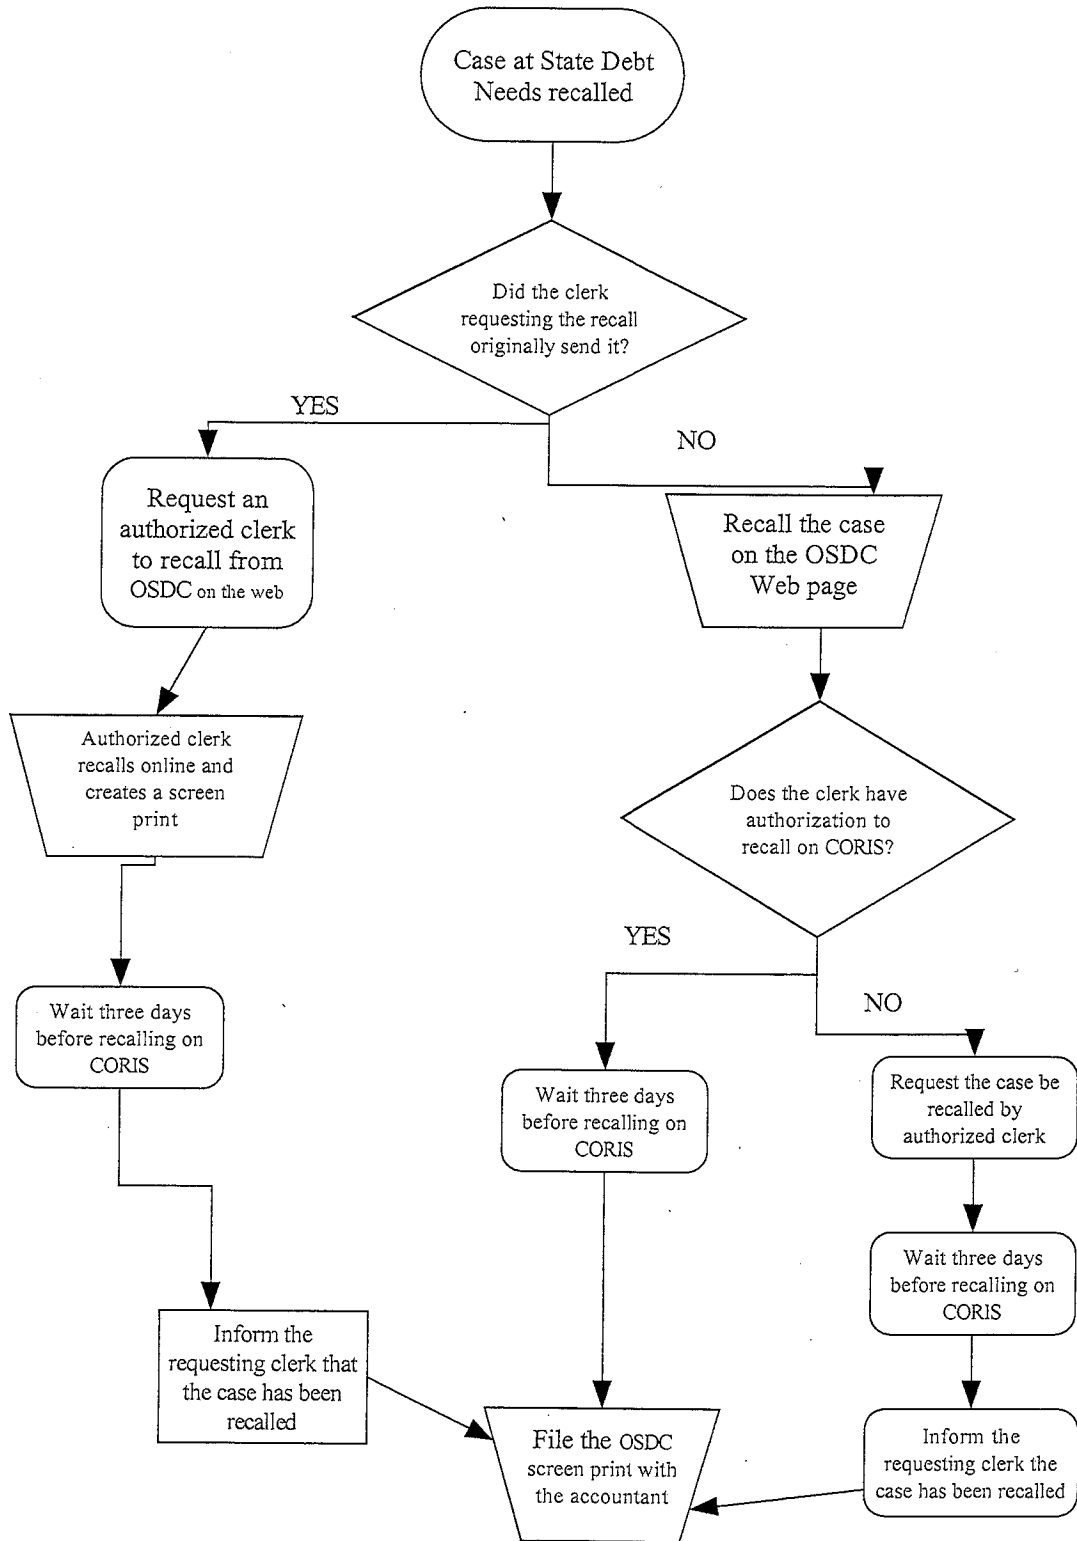 Case at State Debt
Needs recalled
Did the clerk
requesting the recall
originally send it?
YES
NO
Request an
authorized clerk
to recall from
OSDC on the web
Recall the case
on the OSDC
Web page
Authorized clerk
recalls online and
creates a screen
print
Does the clerk have
authorization to
recall on CORIS?
YES
NO
Wait three days
before recalling on
CORIS
Wait three days
before recalling on
CORIS
Request the case be
recalled by
authorized clerk
Wait three days
before recalling on
CORIS
Inform the
requesting clerk that
the case has been
recalled
File the OSDC
screen print with
the accountant
Inform the
requesting clerk the
case has been recalled